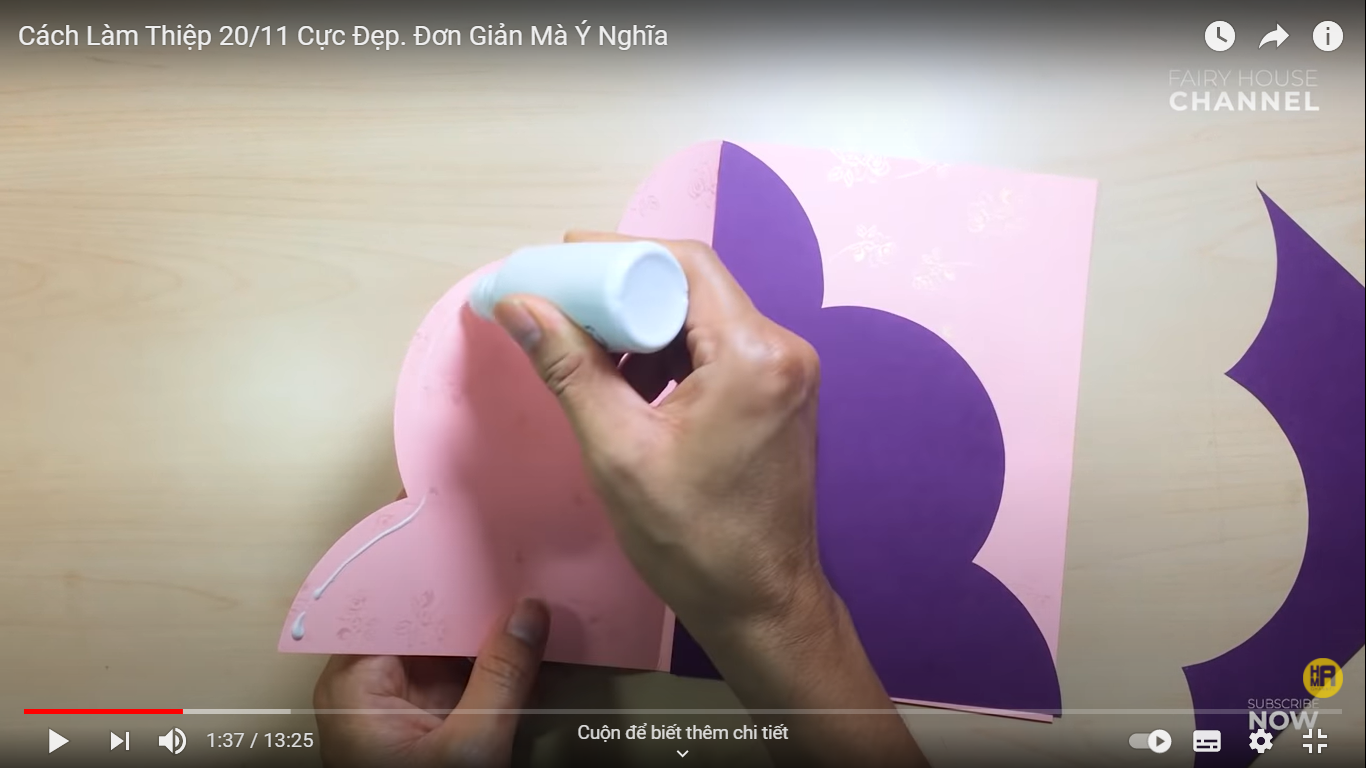 Cách Làm Thiệp 20/11 Cực Đẹp. Đơn Giản Mà Ý Nghĩa
FAIRY HOUSE
CHANNEL
SUBSCRIBE
NOW
1:37 / 13:25
Cuộn để biết thêm chi tiết